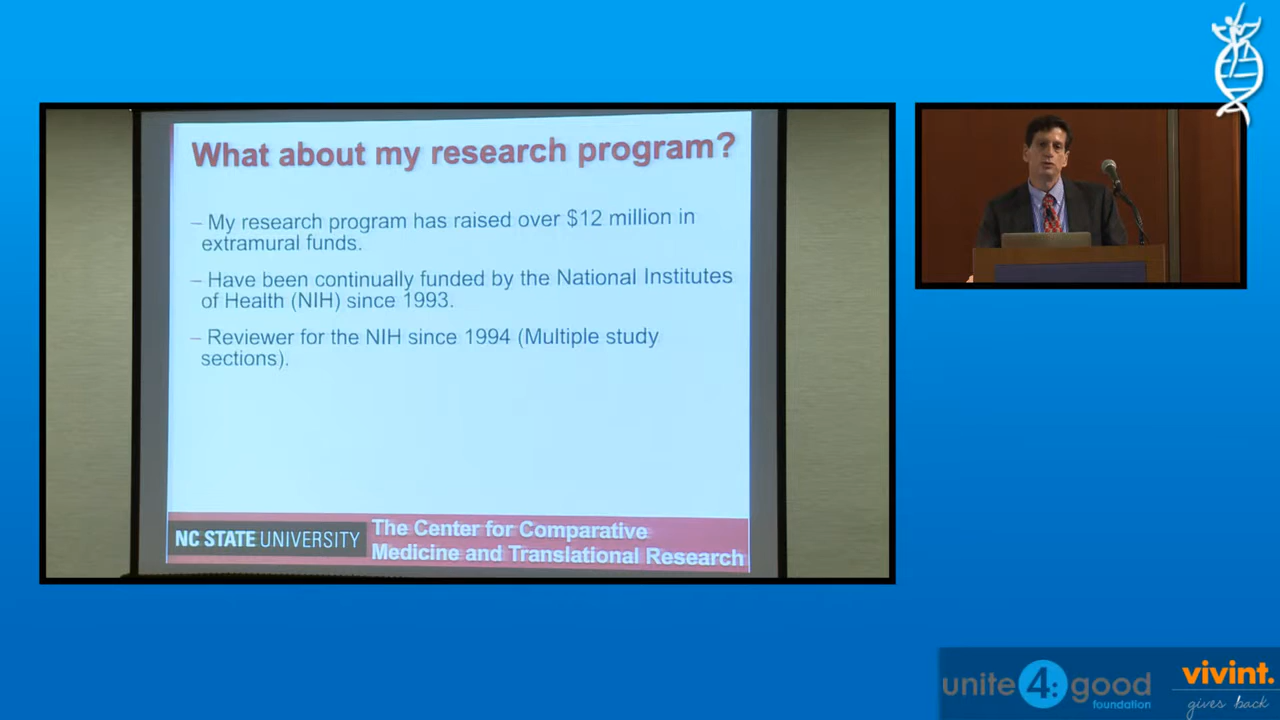 What about my research program?
– My research program has raised over $12 million in
extramural funds.
– Have been continually funded by the National Institutes
of Health (NIH) since 1993.
– Reviewer for the NIH since 1994 (Multiple study
sections).
NC STATE UNIVERSITY
The Center for Comparative
Medicine and Translational Research
unite4:good
foundation
vivint.
gives back